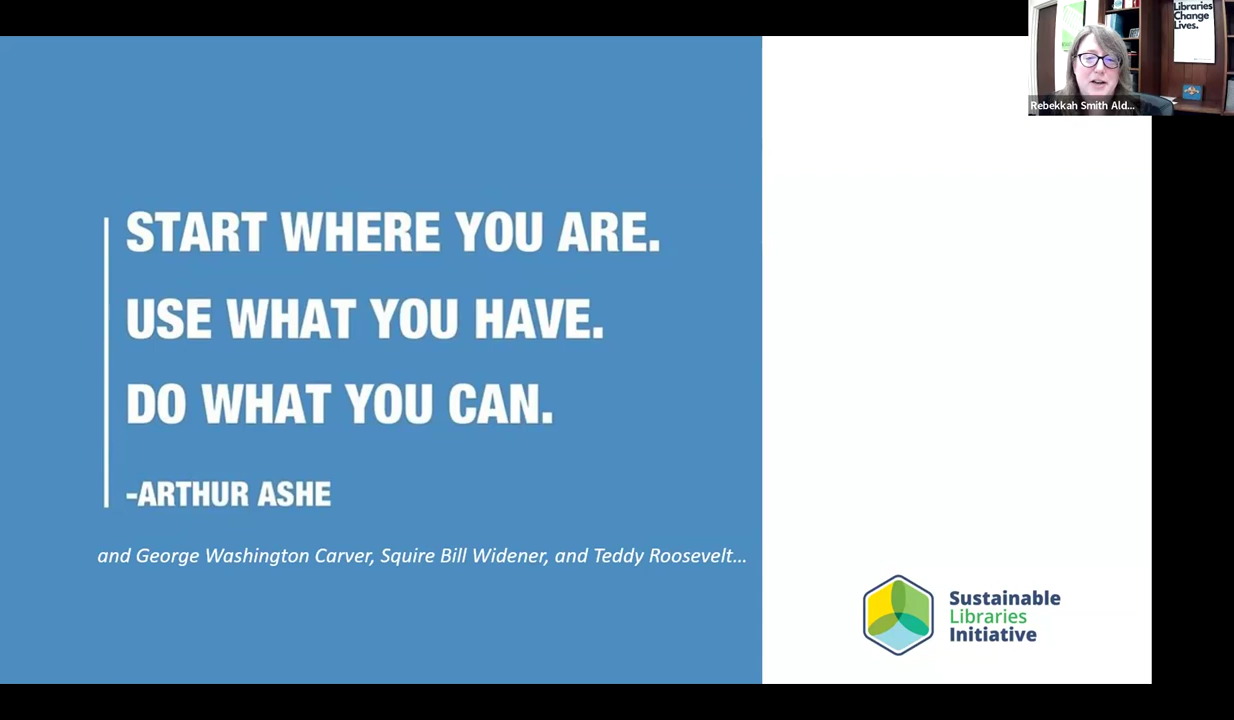 Libraries
Change
Lives.
Rebekkah Smith Ald...
START WHERE YOU ARE.
USE WHAT YOU HAVE.
DO WHAT YOU CAN.
-ARTHUR ASHE
and George Washington Carver, Squire Bill Widener, and Teddy Roosevelt...
Sustainable
Libraries
Initiative